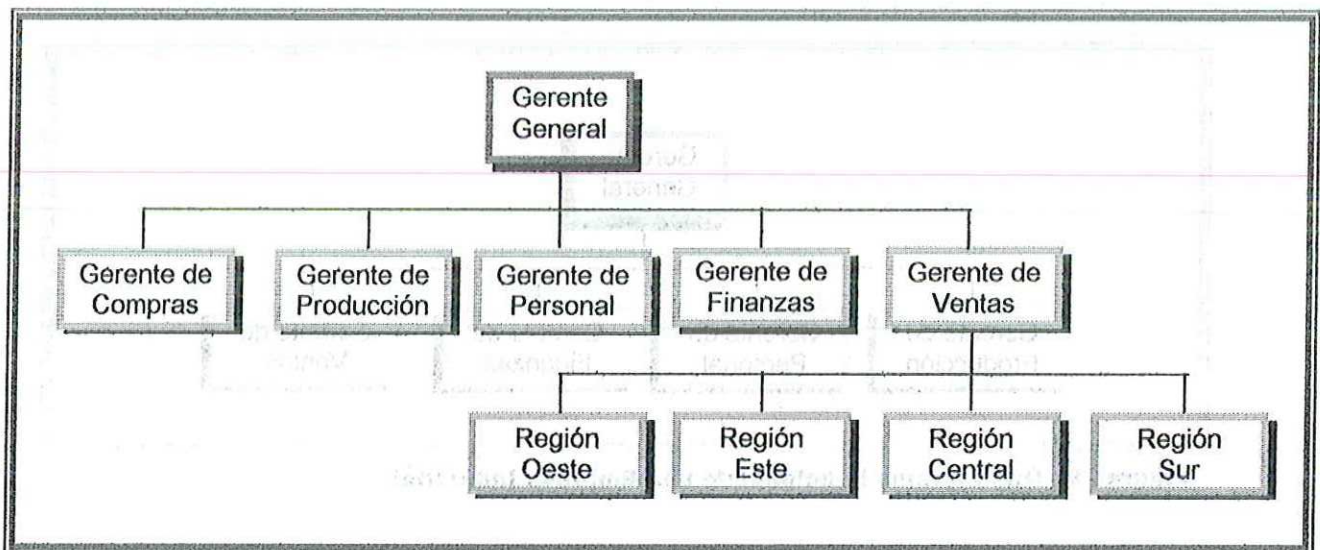 Gerente
General
Gerente de
Compras
Gerente de
Producción
Gerente de
Personal
Gerente de
Finanzas
Gerente de
Ventas
Región
Oeste
Región
Este
Región
Central
Región
Sur